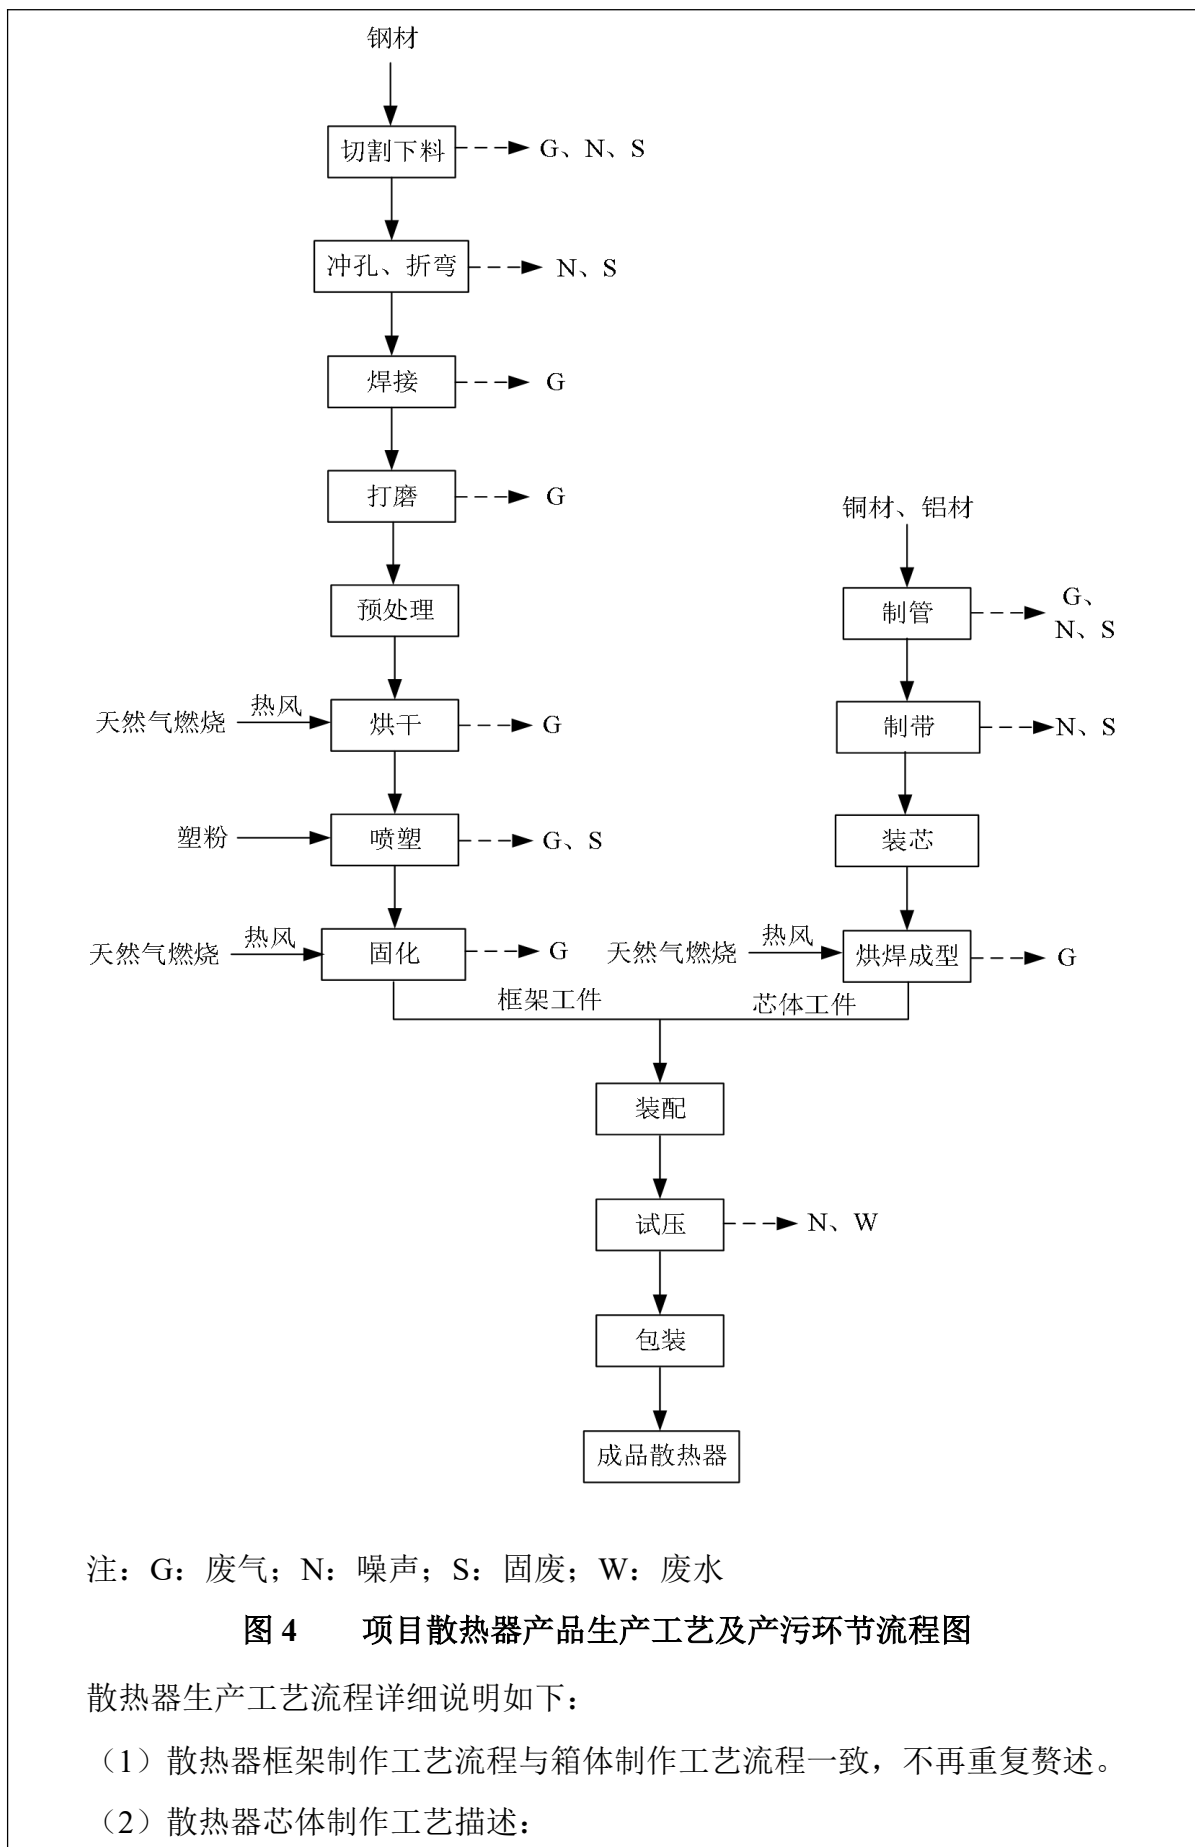 钢材
切割下料
G、N、S
冲孔、折弯
N、S
焊接
G
打磨
G
铜材、铝材
预处理
制管
G、
N、S
天然气燃烧
热风
烘干
G
制带
N、S
塑粉
喷塑
G、S
装芯
天然气燃烧
热风
固化
G
天然气燃烧
热风
烘焊成型
G
框架工件
芯体工件
装配
试压
N、W
包装
成品散热器
注：G：废气；N：噪声；S：固废；W：废水
图 4 项目散热器产品生产工艺及产污环节流程图
散热器生产工艺流程详细说明如下：
（1）散热器框架制作工艺流程与箱体制作工艺流程一致，不再重复赘述。
（2）散热器芯体制作工艺描述：